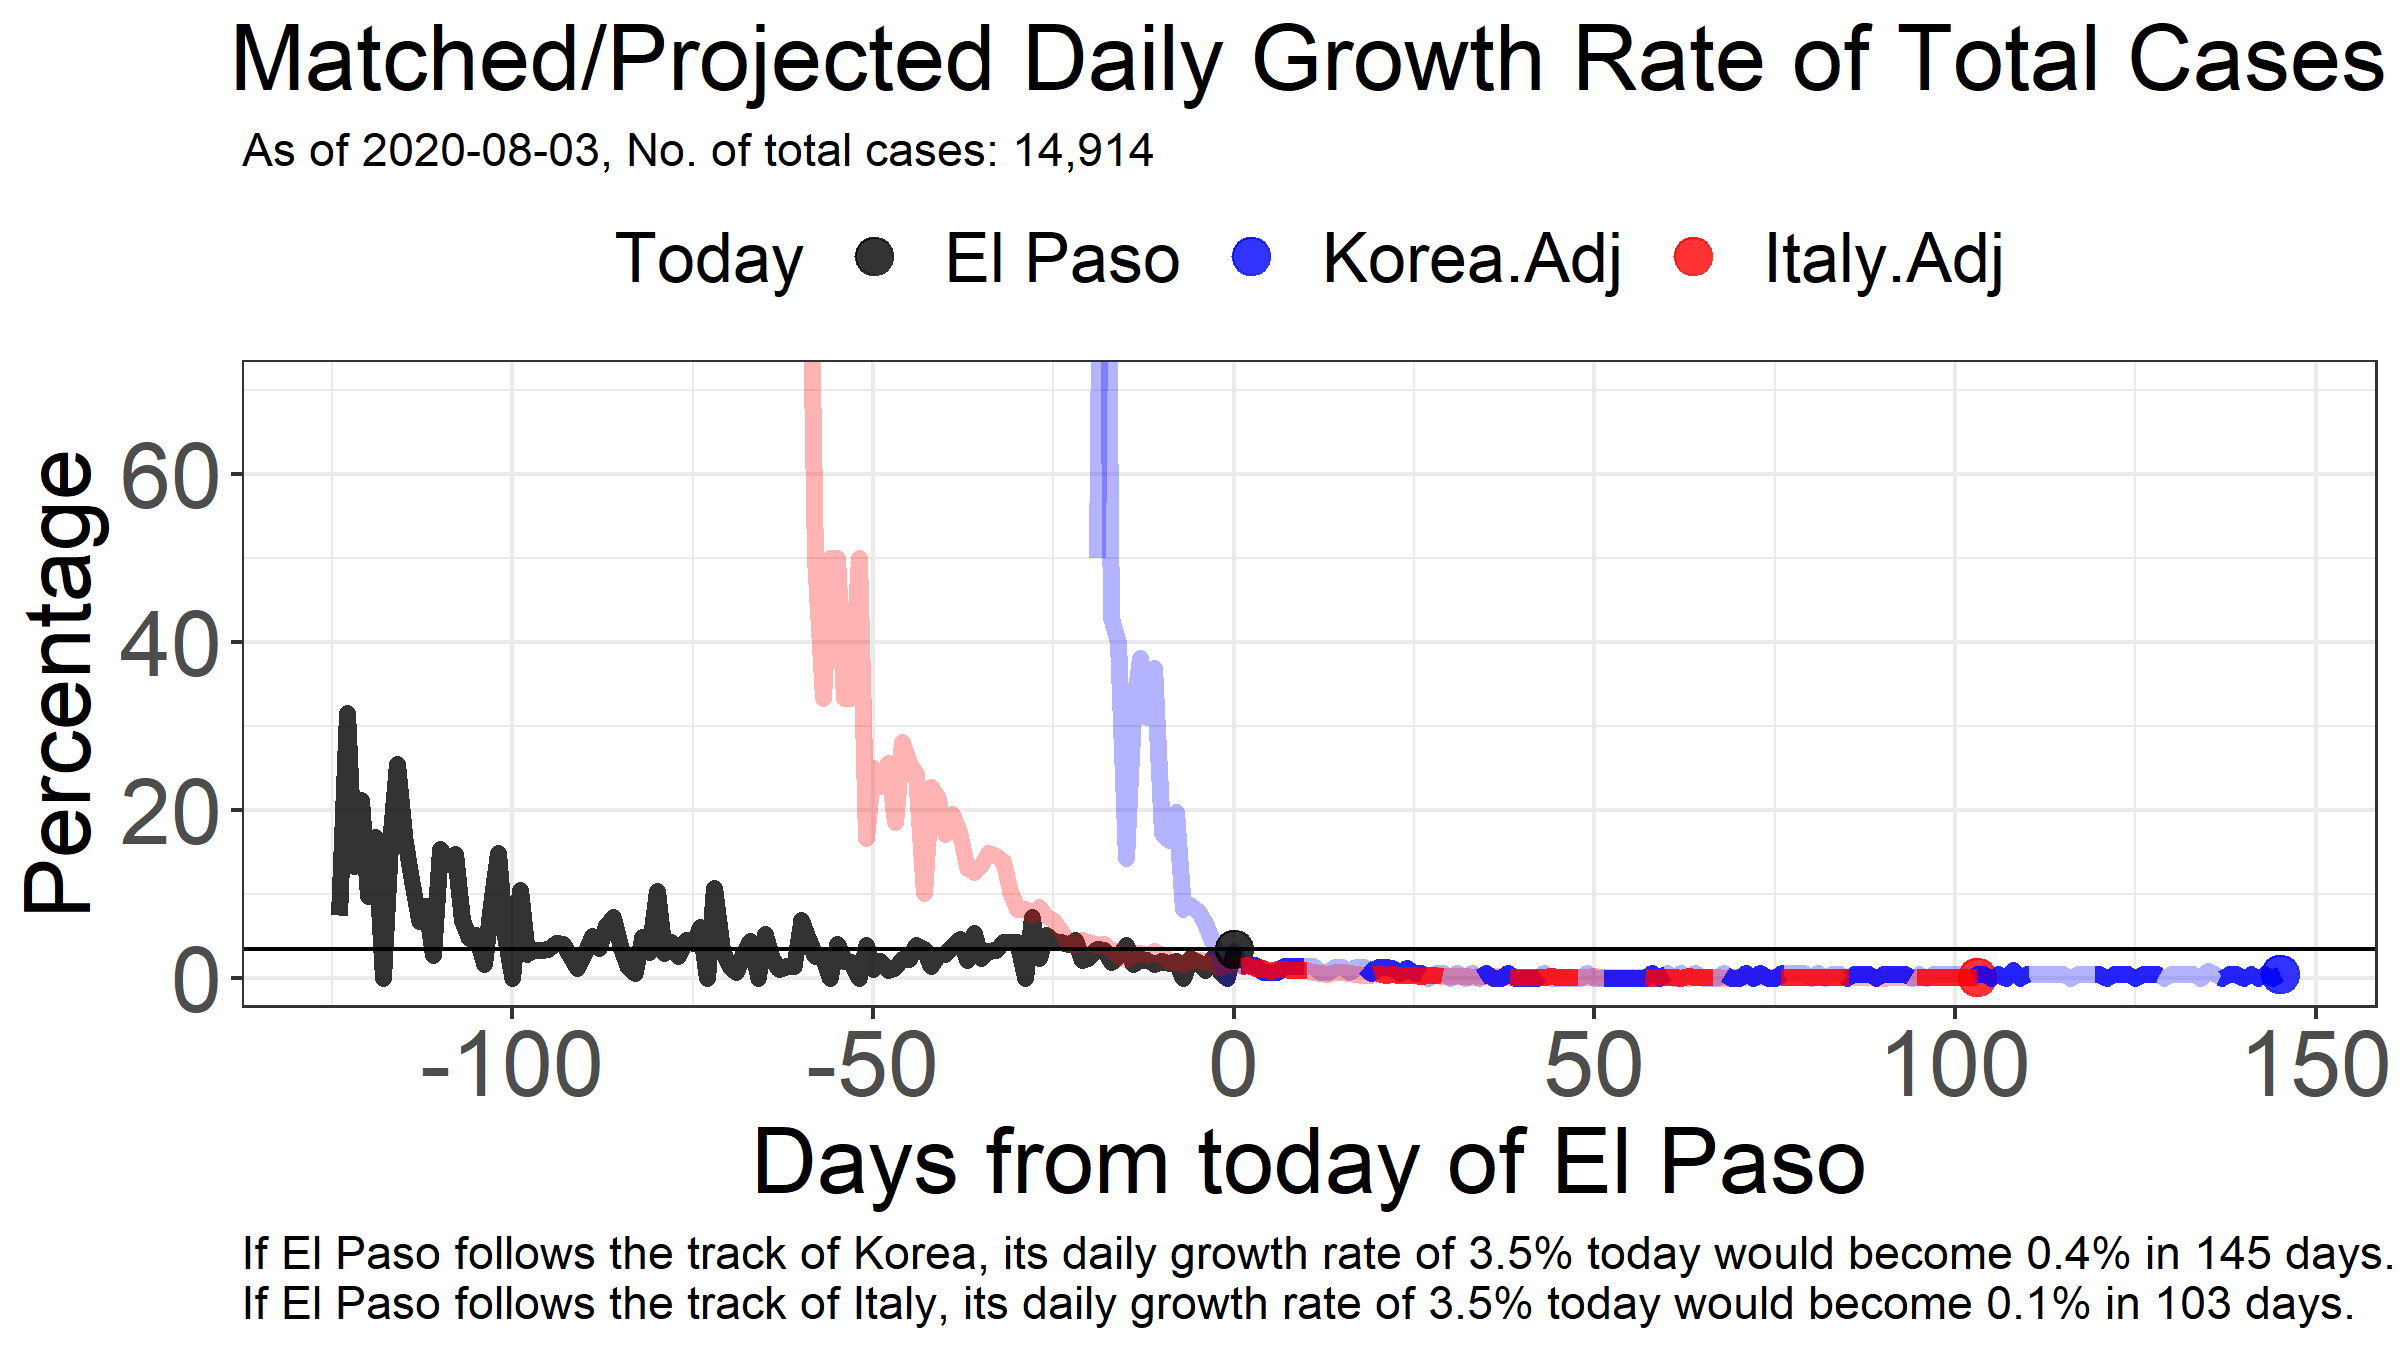 Matched/Projected Daily Growth Rate of Total Cases
As of 2020-08-03, No. of total cases: 14,914
Today El Paso Korea.Adj Italy.Adj
Percentage
60
40
20
0
-100 -50 0 50 100 150
Days from today of El Paso
If El Paso follows the track of Korea, its daily growth rate of 3.5% today would become 0.4% in 145 days.
If El Paso follows the track of Italy, its daily growth rate of 3.5% today would become 0.1% in 103 days.